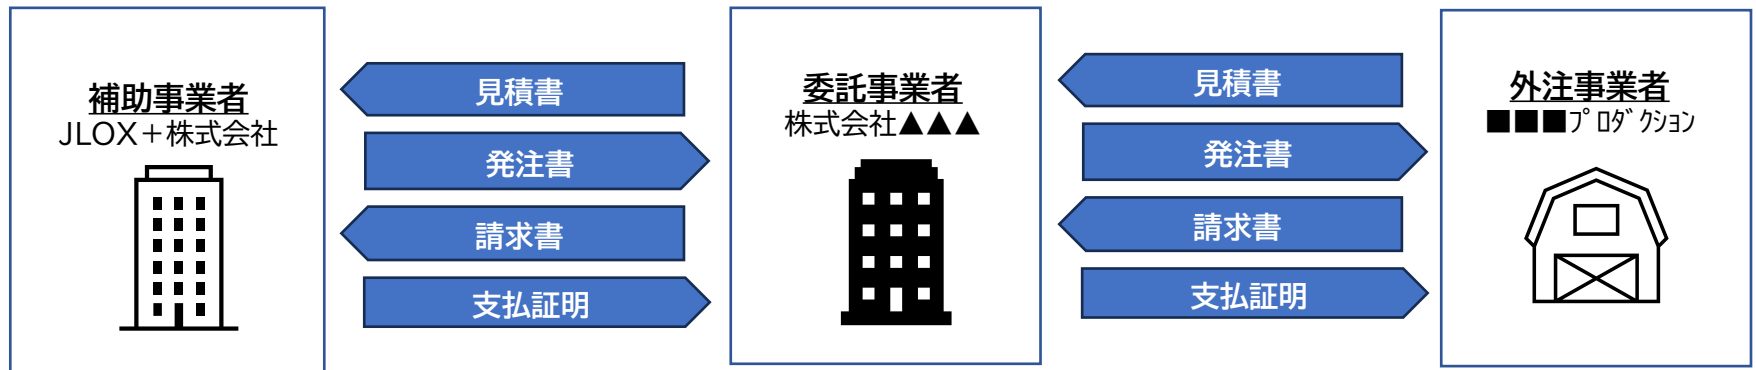 補助事業者
JLOX+株式会社
見積書
発注書
請求書
支払証明
委託事業者
株式会社▲▲▲
見積書
発注書
請求書
支払証明
外注事業者
■■■ﾌﾟﾛﾀﾞｸｼｮﾝ